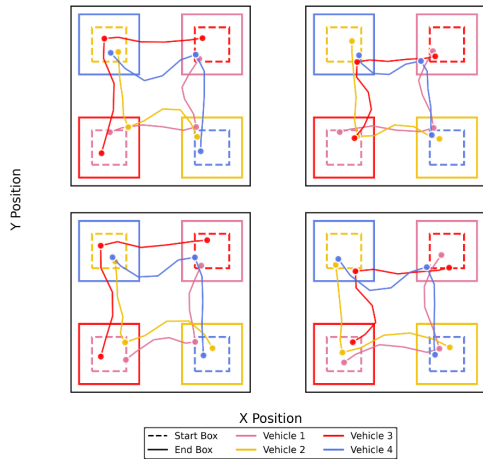 Y Position
X Position
Start Box
End Box
Vehicle 1
Vehicle 2
Vehicle 3
Vehicle 4